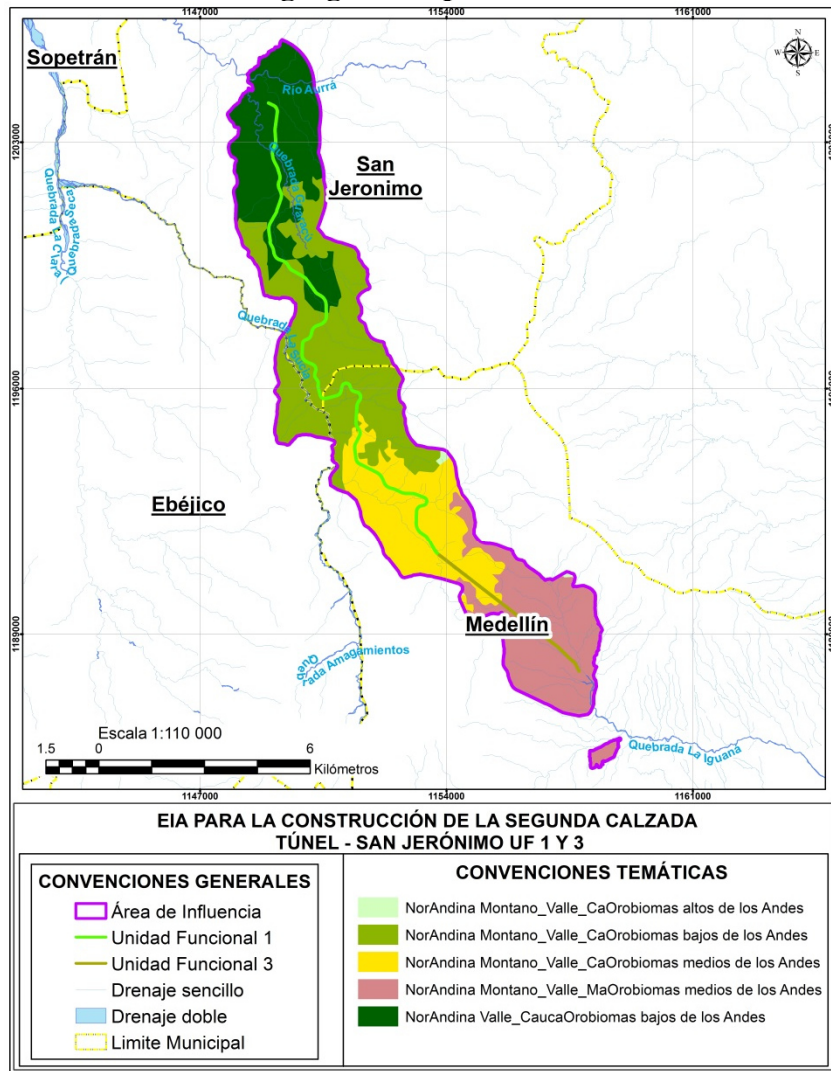 1147000
1154000
1161000
Sopetrán
N
W
E
S
Río Aurrá
1203000
San
Jeronimo
Quebrada La Clara
Quebrada Seca
Quebrada La Sucia
1196000
Ebéjico
Medellín
1189000
Quebrada Amagamientos
Escala 1:110 000
1.5
0
6
Kilómetros
Quebrada La Iguaná
1147000
1154000
1161000
EIA PARA LA CONSTRUCCIÓN DE LA SEGUNDA CALZADA
TÚNEL - SAN JERÓNIMO UF 1 Y 3
CONVENCIONES GENERALES
Área de Influencia
Unidad Funcional 1
Unidad Funcional 3
Drenaje sencillo
Drenaje doble
Limite Municipal
CONVENCIONES TEMÁTICAS
NorAndina Montano_Valle_CaOrobiomas altos de los Andes
NorAndina Montano_Valle_CaOrobiomas bajos de los Andes
NorAndina Montano_Valle_CaOrobiomas medios de los Andes
NorAndina Montano_Valle_MaOrobiomas medios de los Andes
NorAndina Valle_CaucaOrobiomas bajos de los Andes